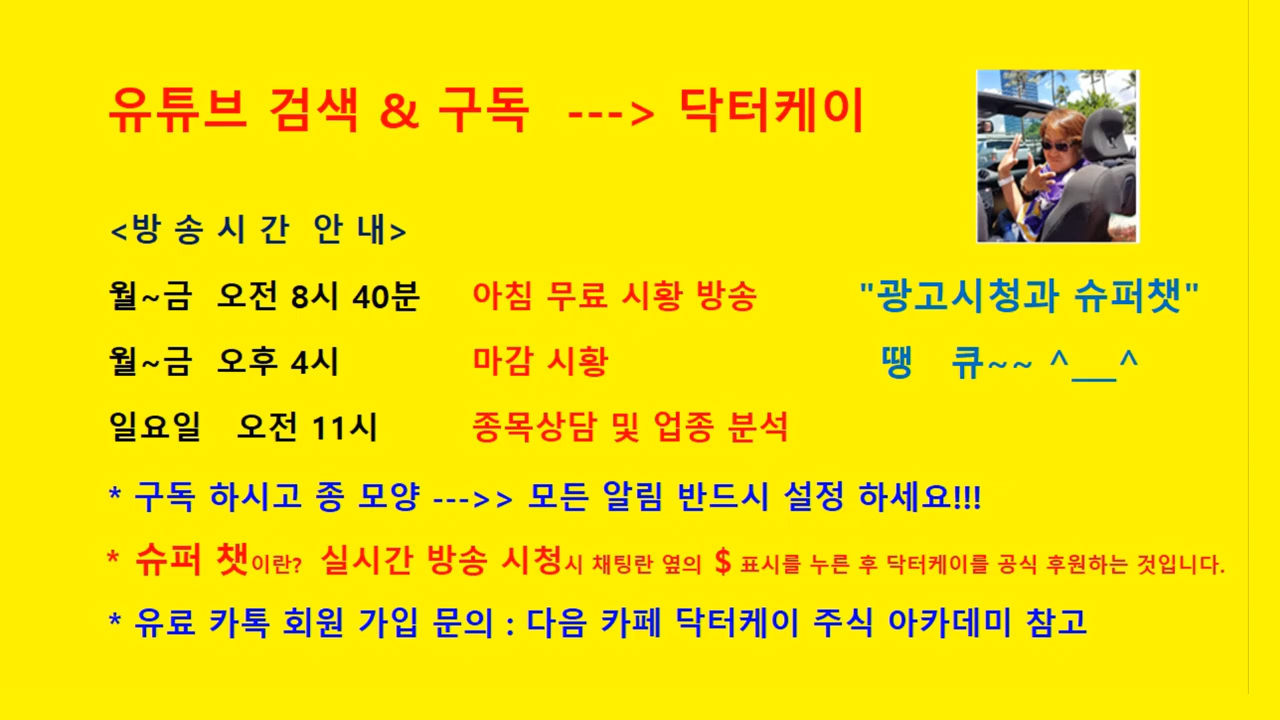 유튜브 검색 & 구독 ---> 닥터케이
<방 송 시 간 안 내>
월~금 오전 8시 40분 아침 무료 시황 방송 "광고시청과 슈퍼챗"
월~금 오후 4시 마감 시황 땡 큐~~ ^__^
일요일 오전 11시 종목상담 및 업종 분석
* 구독 하시고 종 모양 --->> 모든 알림 반드시 설정 하세요!!!
* 슈퍼 챗이란? 실시간 방송 시청시 채팅란 옆의 $ 표시를 누른 후 닥터케이를 공식 후원하는 것입니다.
* 유료 카톡 회원 가입 문의 : 다음 카페 닥터케이 주식 아카데미 참고